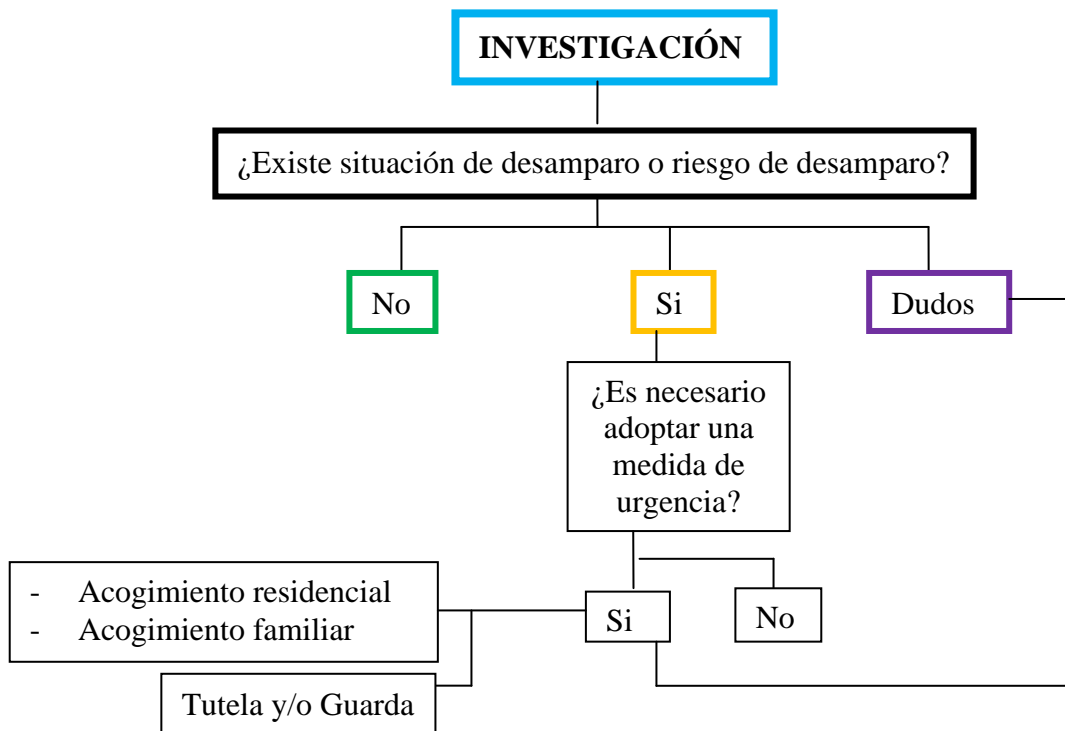 INVESTIGACIÓN
¿Existe situación de desamparo o riesgo de desamparo?
No
Si
Dudos
¿Es necesario
adoptar una
medida de
urgencia?
- Acogimiento residencial
- Acogimiento familiar
Si
No
Tutela y/o Guarda